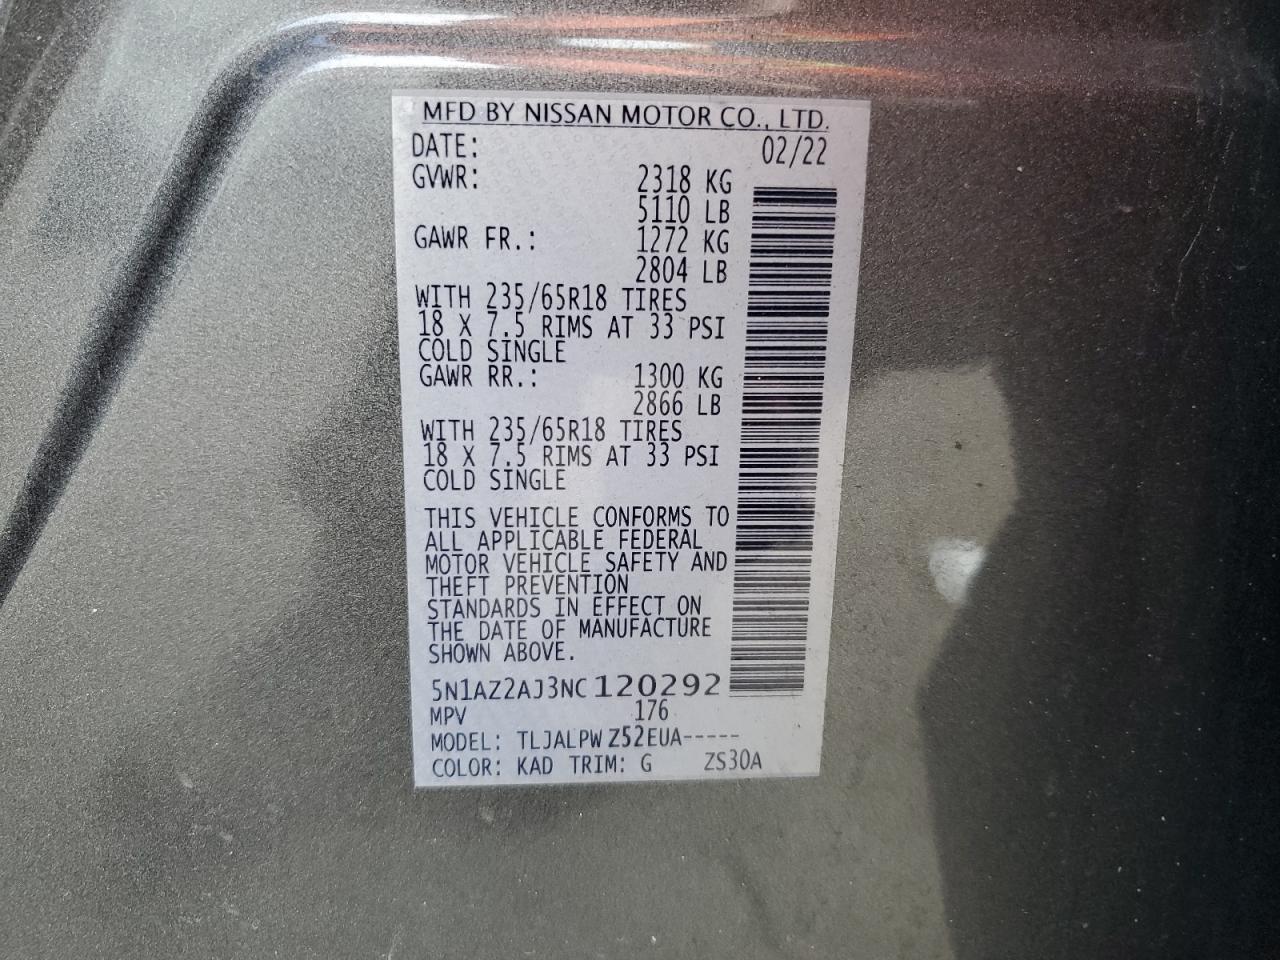 MFD BY NISSAN MOTOR CO., LTD.
DATE: 02/22
GVWR: 2318 KG
5110 LB
GAWR FR.: 1272 KG
2804 LB
WITH 235/65R18 TIRES
18 X 7.5 RIMS AT 33 PSI
COLD SINGLE
GAWR RR.: 1300 KG
2866 LB
WITH 235/65R18 TIRES
18 X 7.5 RIMS AT 33 PSI
COLD SINGLE
THIS VEHICLE CONFORMS TO
ALL APPLICABLE FEDERAL
MOTOR VEHICLE SAFETY AND
THEFT PREVENTION
STANDARDS IN EFFECT ON
THE DATE OF MANUFACTURE
SHOWN ABOVE.
5N1AZ2AJ3NC120292
MPV 176
MODEL: TLJALPWZ52EUA-----
COLOR: KAD TRIM: G ZS30A